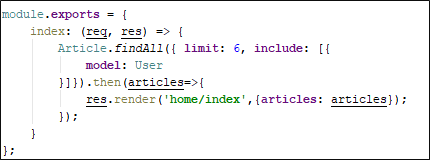 module.exports = {
    index: (req, res) => {
        Article.findAll({ limit: 6, include: [{
            model: User
        }]}).then(articles=>{
            res.render('home/index',{articles: articles});
        });
    }
};